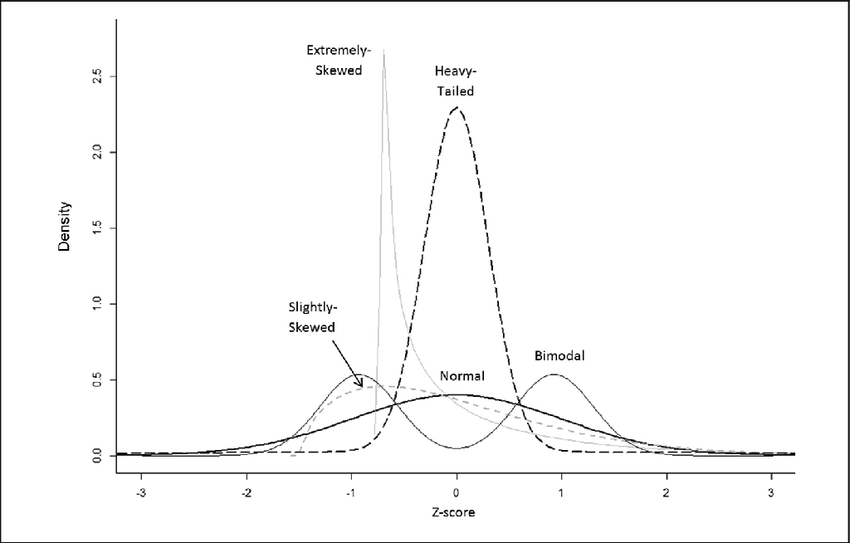 Extremely-
Skewed
Heavy-
Tailed
Slightly-
Skewed
Normal
Bimodal
Density
2.5
2.0
1.5
1.0
0.5
0.0
-3
-2
-1
0
1
2
3
Z-score